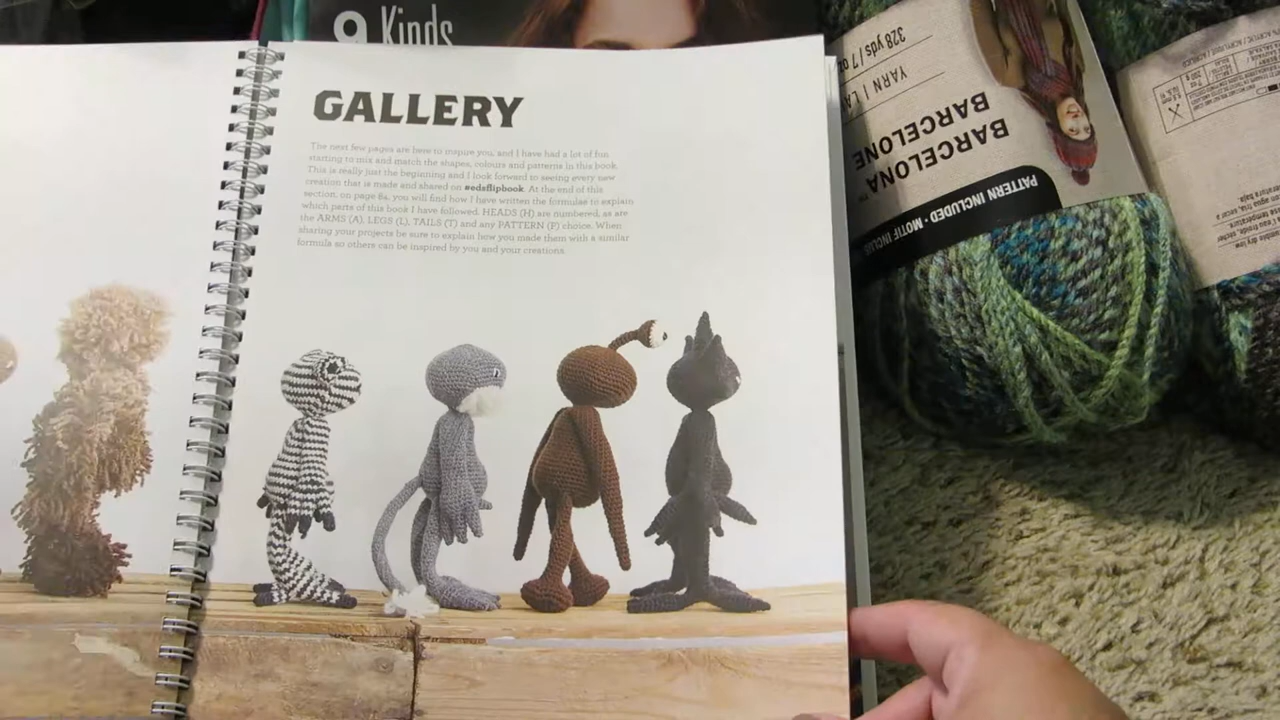 9 Kinds
GALLERY
The next few pages are here to inspire you, and I have had a lot of fun
starting to mix and match the shapes, colours and patterns in this book.
This is really just the beginning and I look forward to seeing every new
creation that is made and shared on #edsflipbook. At the end of this
section, on page 84, you will find how I have written the formulae to explain
which parts of this book I have followed. HEADS (H) are numbered, as are
the ARMS (A), LEGS (L), TAILS (T) and any PATTERN (P) choice. When
sharing your projects be sure to explain how you made them with a similar
formula so others can be inspired by you and your creations.
PATTERN INCLUDED • MOTIF INCLUS
BARCELONA
BARCELONE
YARN | LA
328 yds / 7 oz